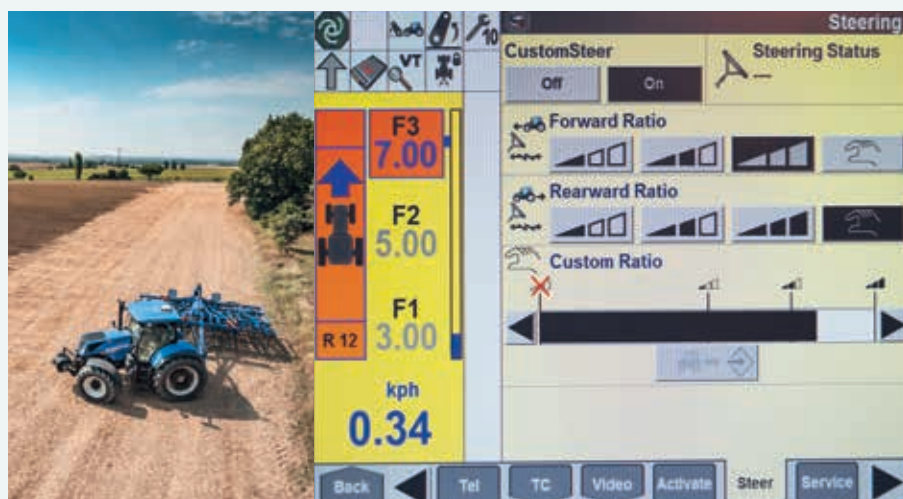 10
VT
Steering
CustomSteer
Steering Status
Off
On
Forward Ratio
F3
7.00
Rearward Ratio
F2
5.00
Custom Ratio
F1
3.00
R 12
kph
0.34
Back
Tel
TC
Video
Activate
Steer
Service